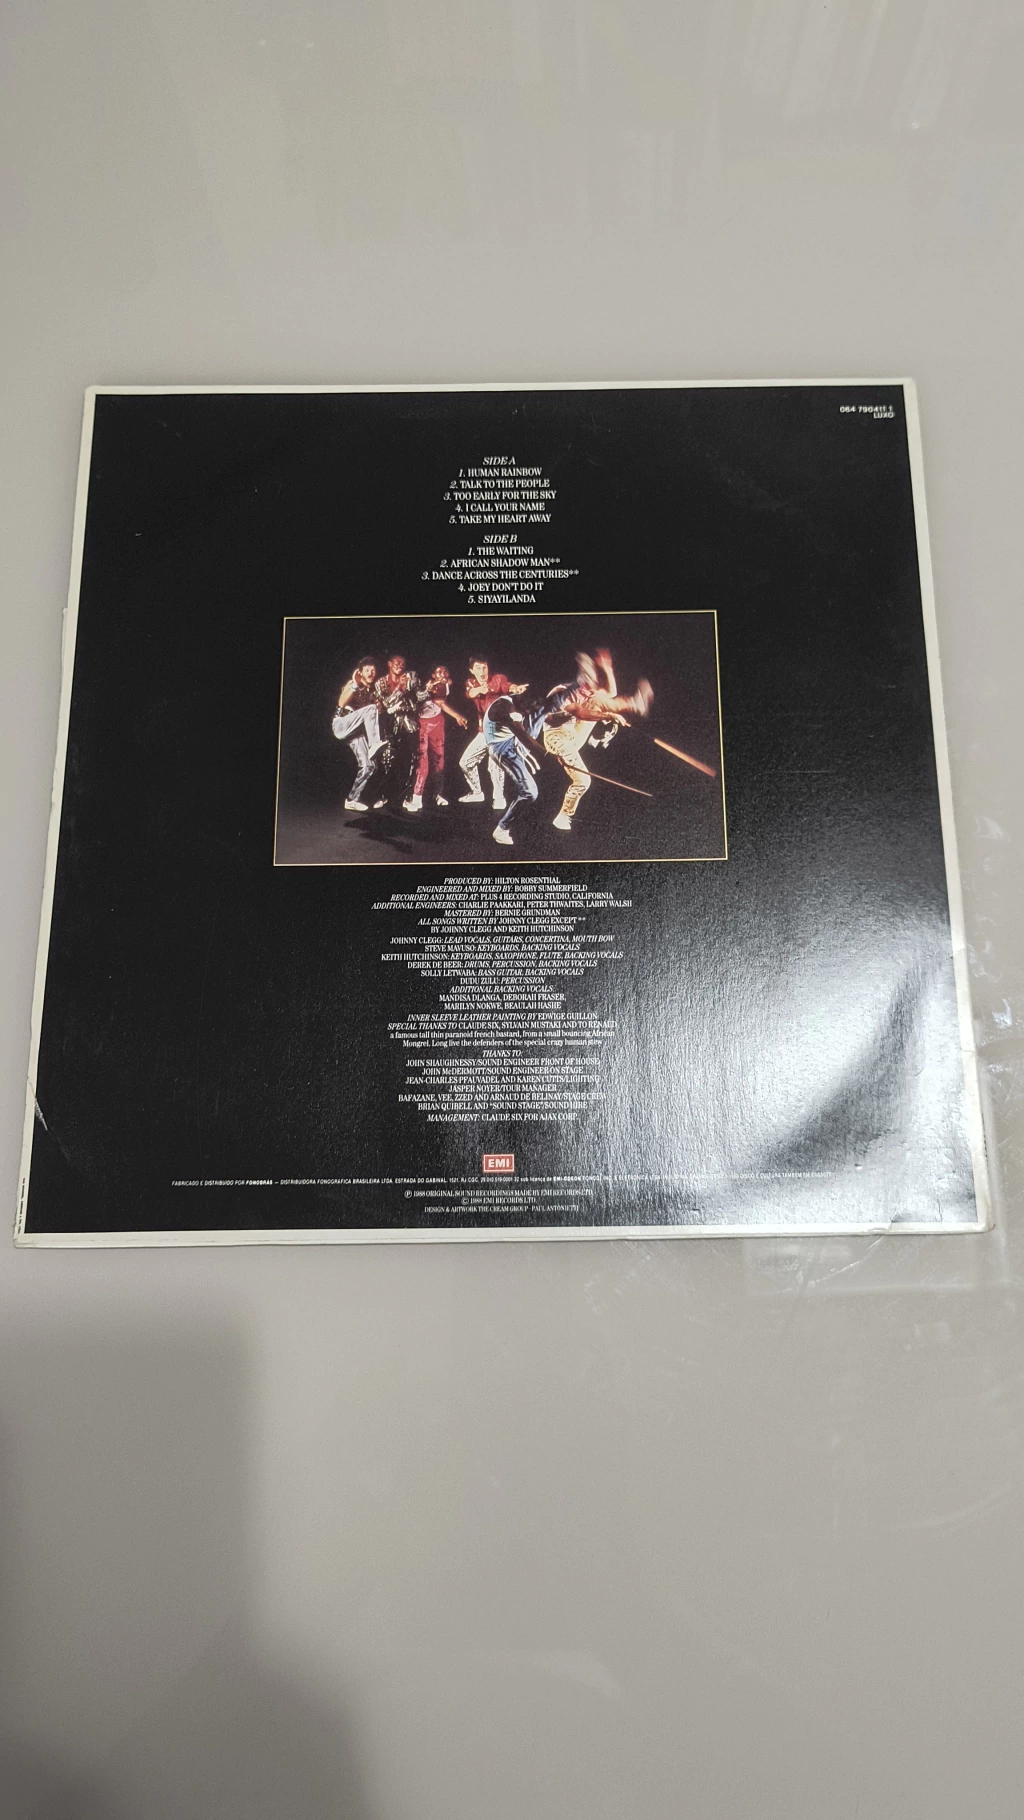 064 790411 1
LUXO
SIDE A
1. HUMAN RAINBOW
2. TALK TO THE PEOPLE
3. TOO EARLY FOR THE SKY
4. I CALL YOUR NAME
5. TAKE MY HEART AWAY
SIDE B
1. THE WAITING
2. AFRICAN SHADOW MAN**
3. DANCE ACROSS THE CENTURIES**
4. JOEY DON'T DO IT
5. SIYAYILANDA
PRODUCED BY: HILTON ROSENTHAL
ENGINEERED AND MIXED BY: BOBBY SUMMERFIELD
RECORDED AND MIXED AT: PLUS 4 RECORDING STUDIO, CALIFORNIA
ADDITIONAL ENGINEERS: CHARLIE PAAKKARI, PETER THWAITES, LARRY WALSH
MASTERED BY: BERNIE GRUNDMAN
ALL SONGS WRITTEN BY JOHNNY CLEGG EXCEPT **
BY JOHNNY CLEGG AND KEITH HUTCHINSON
JOHNNY CLEGG: LEAD VOCALS, GUITARS, CONCERTINA, MOUTH BOW
STEVE MAVUSO: KEYBOARDS, BACKING VOCALS
KEITH HUTCHINSON: KEYBOARDS, SAXOPHONE, FLUTE, BACKING VOCALS
DEREK DE BEER: DRUMS, PERCUSSION, BACKING VOCALS
SOLLY LETWABA: BASS GUITAR, BACKING VOCALS
DUDU ZULU: PERCUSSION
ADDITIONAL BACKING VOCALS:
MANDISA DLANGA, DEBORAH FRASER,
MARILYN NOKWE, BEAULAH HASHE
INNER SLEEVE LEATHER PAINTING BY EDWIGE GUILLON
SPECIAL THANKS TO CLAUDE SIX, SYLVAIN MUSTAKI AND TO RENAUD
a famous tall thin paranoid french bastard, from a small bouncing African
Mongrel. Long live the defenders of the special crazy human stew
THANKS TO:
JOHN SHAUGHNESSY/SOUND ENGINEER FRONT OF HOUSE
JOHN McDERMOTT/SOUND ENGINEER ON STAGE
JEAN-CHARLES PFAUVADEL AND KAREN CUTTS/LIGHTING
JASPER NOYER/TOUR MANAGER
BAFAZANE, VEE, ZZED AND ARNAUD DE BELINAY/STAGE CREW
BRIAN QUIBELL AND "SOUND STAGE"/SOUND HIRE
MANAGEMENT: CLAUDE SIX FOR AJAX CORP.
EMI
FABRICADO E DISTRIBUIDO POR FONOBRÁS — DISTRIBUIDORA FONOGRÁFICA BRASILEIRA LTDA. ESTRADA DO GABINAL, 1521, RJ CGC
℗ 1988 ORIGINAL SOUND RECORDINGS MADE BY EMI RECORDS LTD.
© 1988 EMI RECORDS LTD.
DESIGN & ARTWORK THE CREAM GROUP PAUL ANTONIETTI